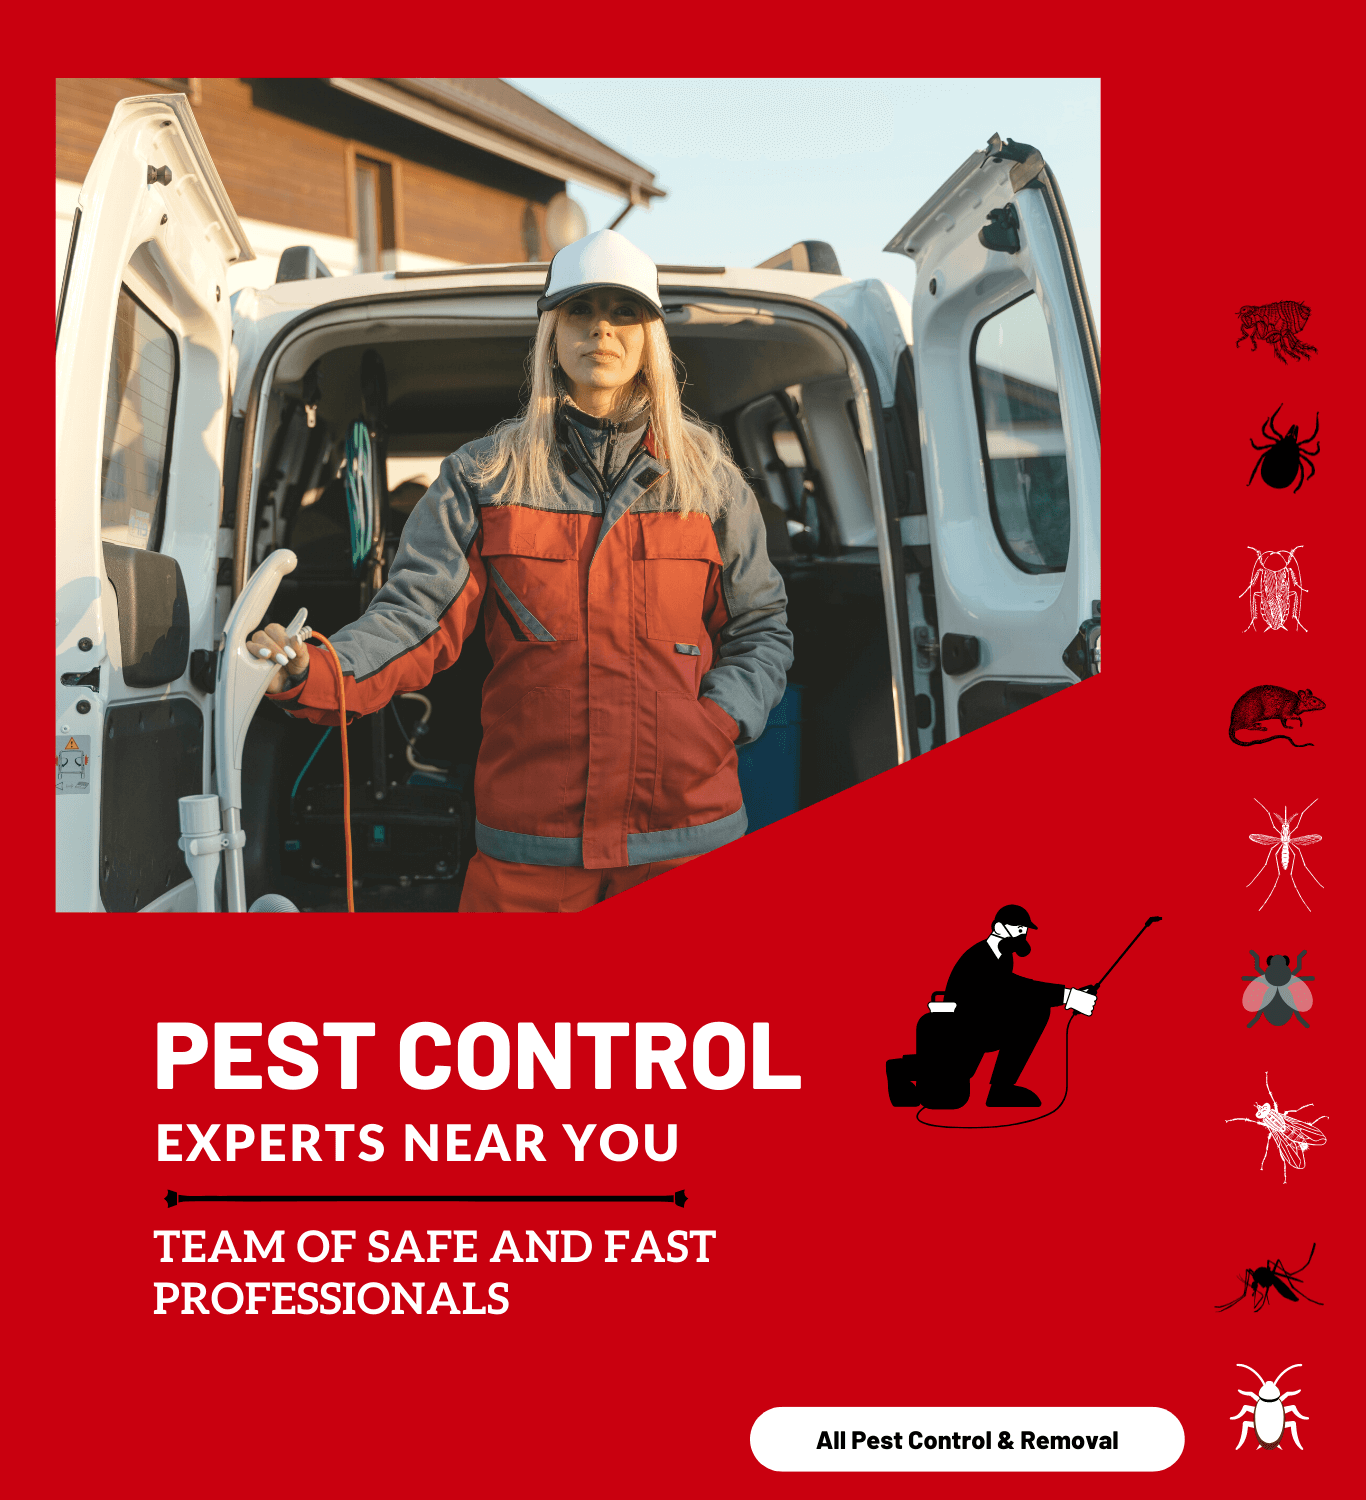 PEST CONTROL
EXPERTS NEAR YOU
TEAM OF SAFE AND FAST
PROFESSIONALS
All Pest Control & Removal